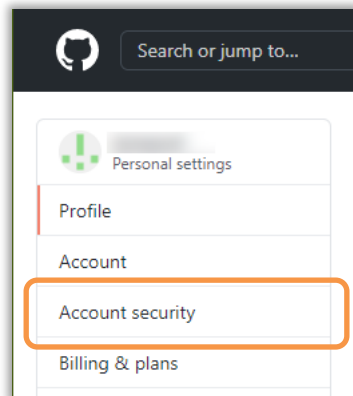 Search or jump to...
Personal settings
Profile
Account
Account security
Billing & plans